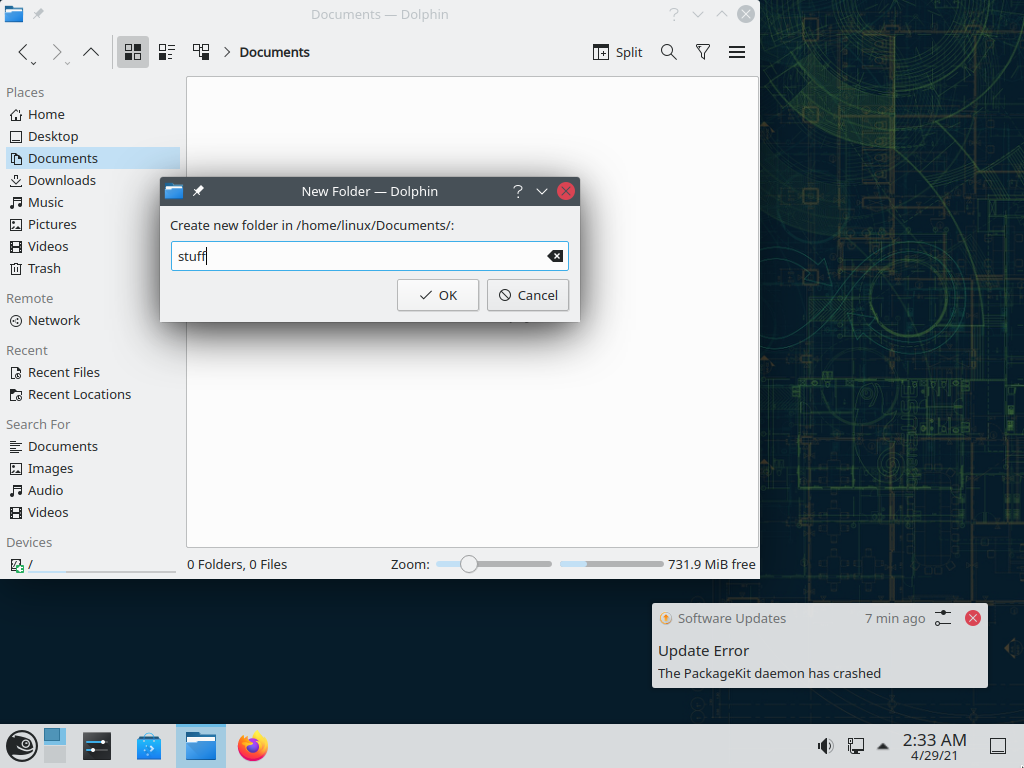 Documents — Dolphin
Documents
Split
Places
Home
Desktop
Documents
Downloads
Music
Pictures
Videos
Trash
Remote
Network
Recent
Recent Files
Recent Locations
Search For
Documents
Images
Audio
Videos
Devices
/
New Folder — Dolphin
Create new folder in /home/linux/Documents/:
stuff
OK
Cancel
0 Folders, 0 Files
Zoom:
731.9 MiB free
Software Updates
7 min ago
Update Error
The PackageKit daemon has crashed
2:33 AM
4/29/21